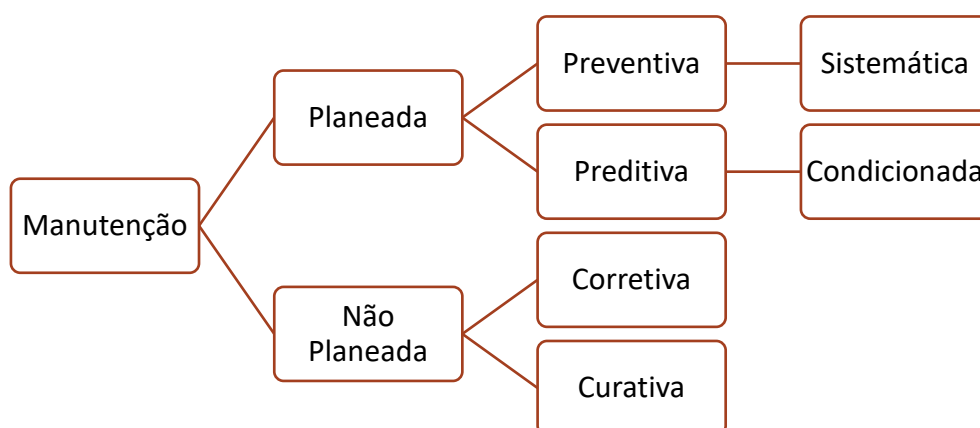 Manutenção
Planeada
Preventiva
Sistemática
Preditiva
Condicionada
Não
Planeada
Corretiva
Curativa